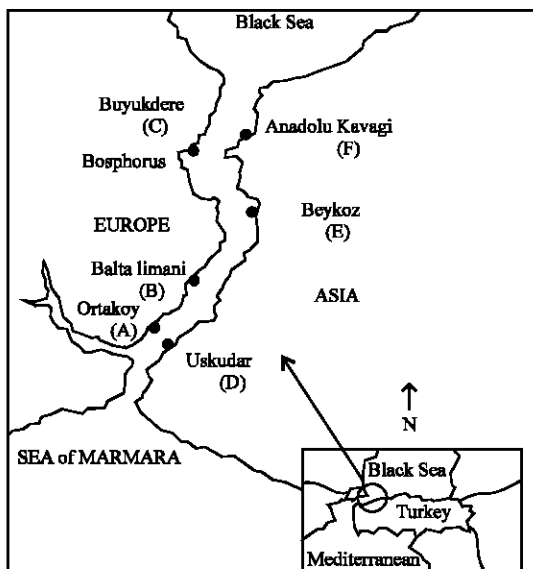 Black Sea
Buyukdere
(C)
Anadolu Kavagi
(F)
Bosphorus
Beykoz
(E)
EUROPE
Balta limani
(B)
ASIA
Ortakoy
(A)
Uskudar
(D)
N
SEA of MARMARA
Black Sea
Turkey
Mediterranean